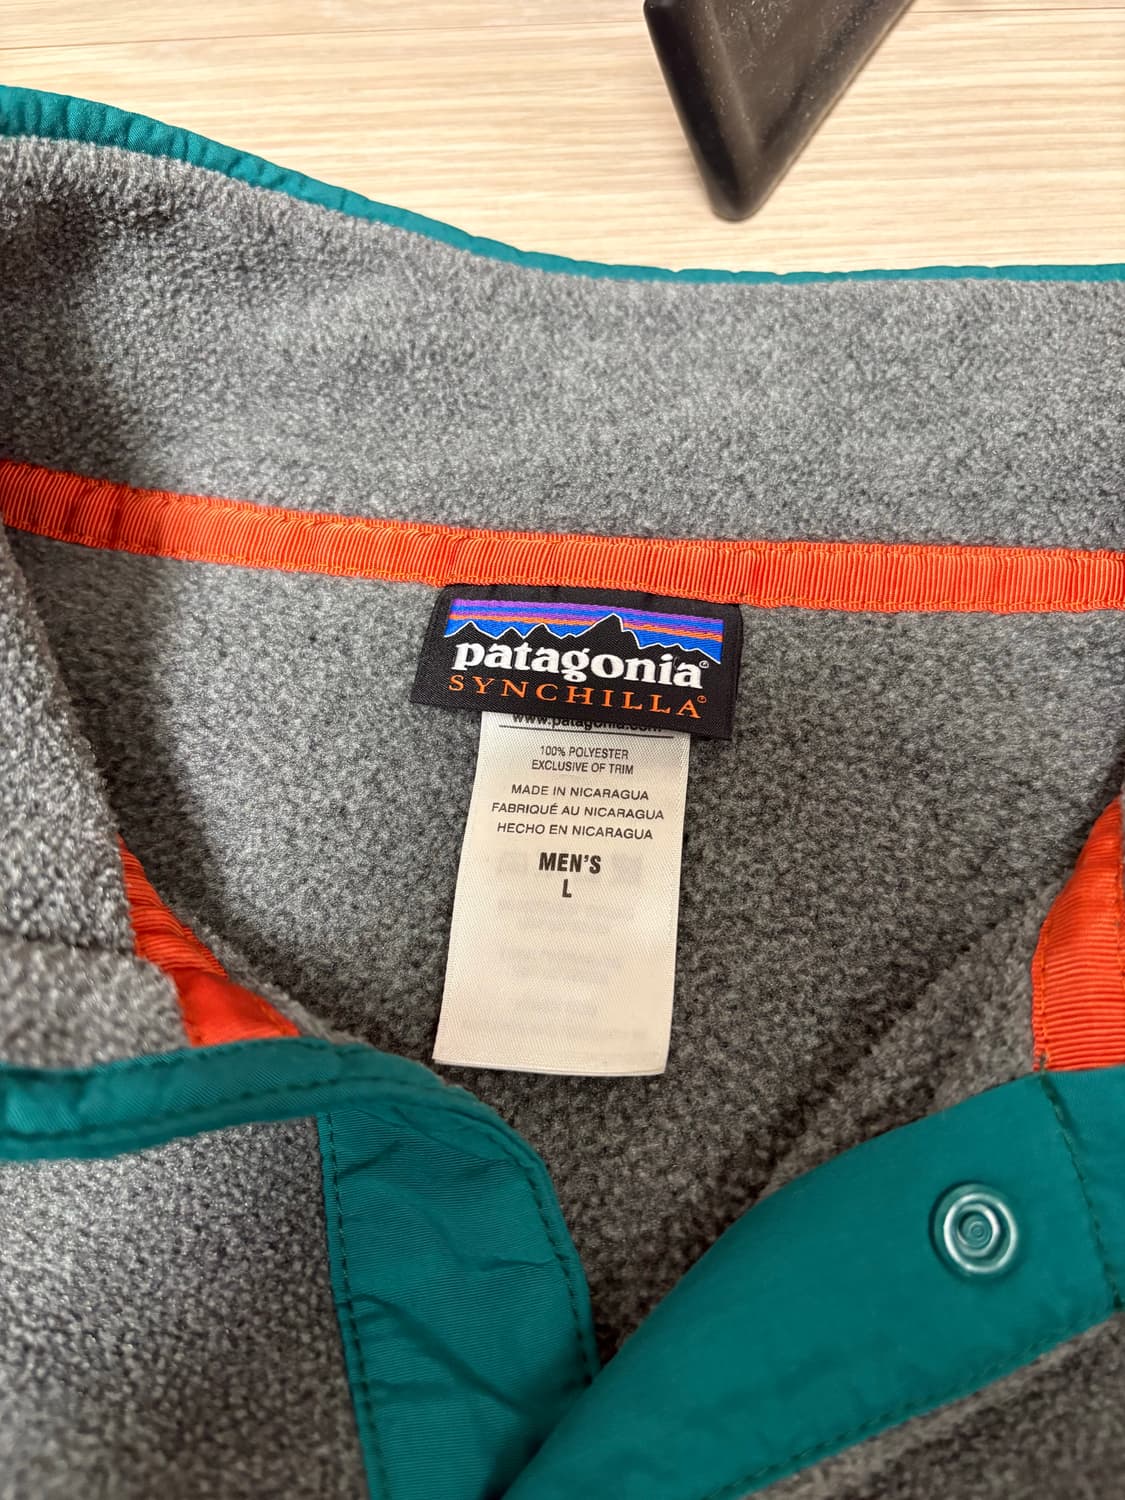 patagonia®
SYNCHILLA®
www.patagonia.com
100% POLYESTER
EXCLUSIVE OF TRIM
MADE IN NICARAGUA
FABRIQUÉ AU NICARAGUA
HECHO EN NICARAGUA
MEN'S
L